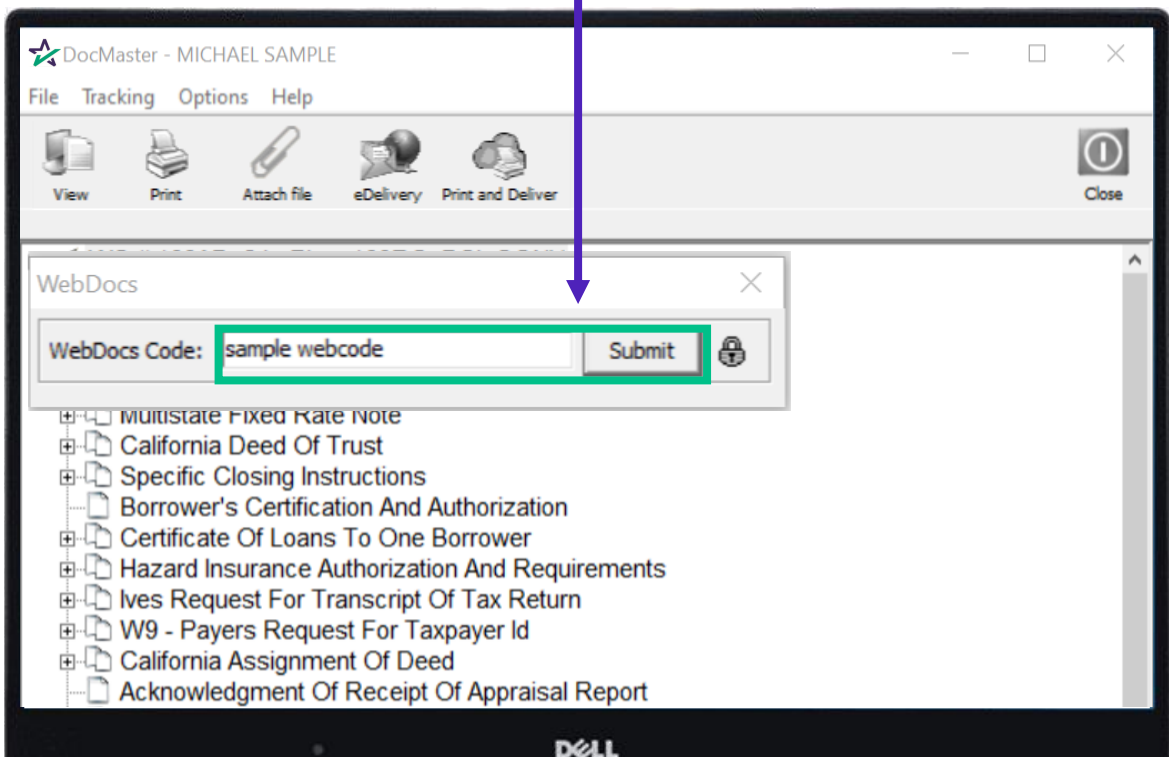 DocMaster - MICHAEL SAMPLE
File Tracking Options Help
View Print Attach file eDelivery Print and Deliver Close
WebDocs
WebDocs Code: sample webcode Submit
Multistate Fixed Rate Note
California Deed Of Trust
Specific Closing Instructions
Borrower's Certification And Authorization
Certificate Of Loans To One Borrower
Hazard Insurance Authorization And Requirements
Ives Request For Transcript Of Tax Return
W9 - Payers Request For Taxpayer Id
California Assignment Of Deed
Acknowledgment Of Receipt Of Appraisal Report
DELL